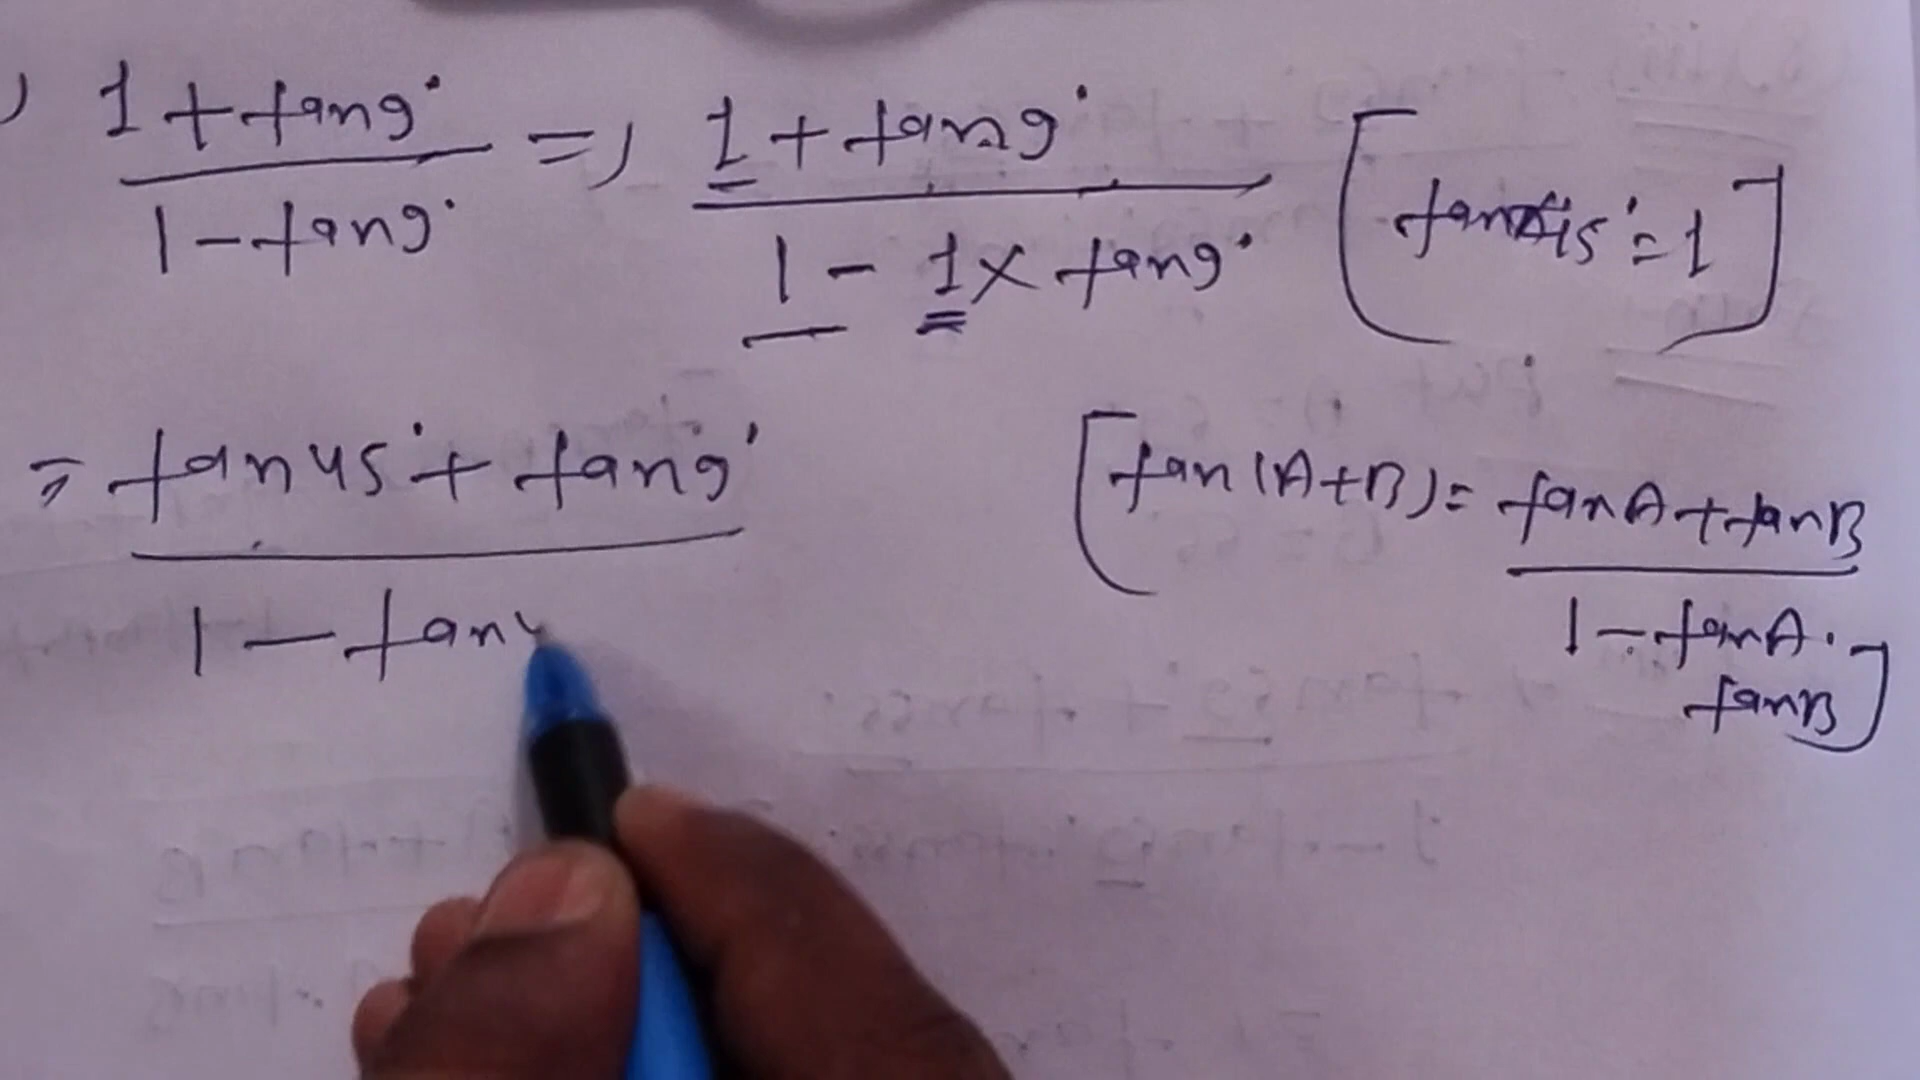 1 + tan9° / 1 - tan9° => 1 + tan9° / 1 - 1 x tan9° [tan45° = 1]
= tan45° + tan9° / 1 - tan4
[tan(A+B) = tanA + tanB / 1 - tanA . tanB]